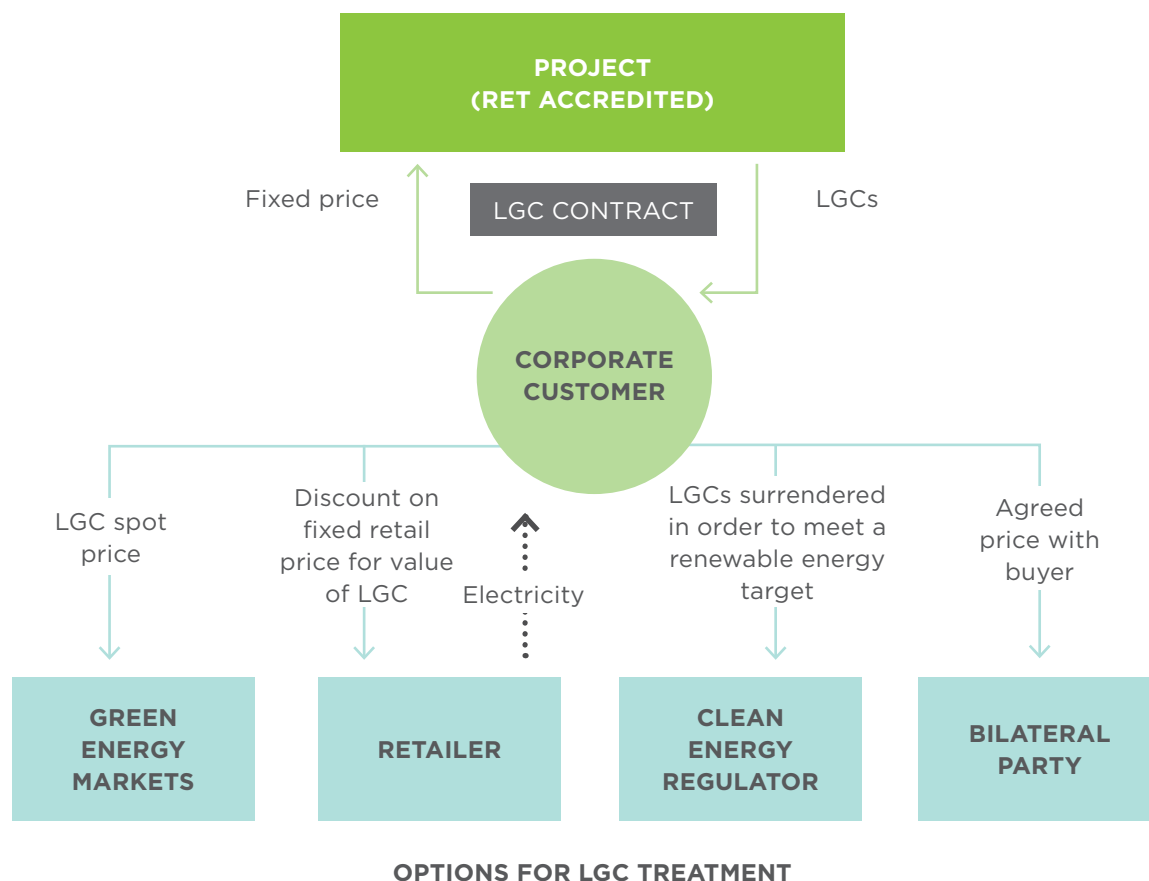 PROJECT
(RET ACCREDITED)
Fixed price
LGC CONTRACT
LGCs
CORPORATE
CUSTOMER
LGC spot
price
Discount on
fixed retail
price for value
of LGC
Electricity
LGCs surrendered
in order to meet a
renewable energy
target
Agreed
price with
buyer
GREEN
ENERGY
MARKETS
RETAILER
CLEAN
ENERGY
REGULATOR
BILATERAL
PARTY
OPTIONS FOR LGC TREATMENT